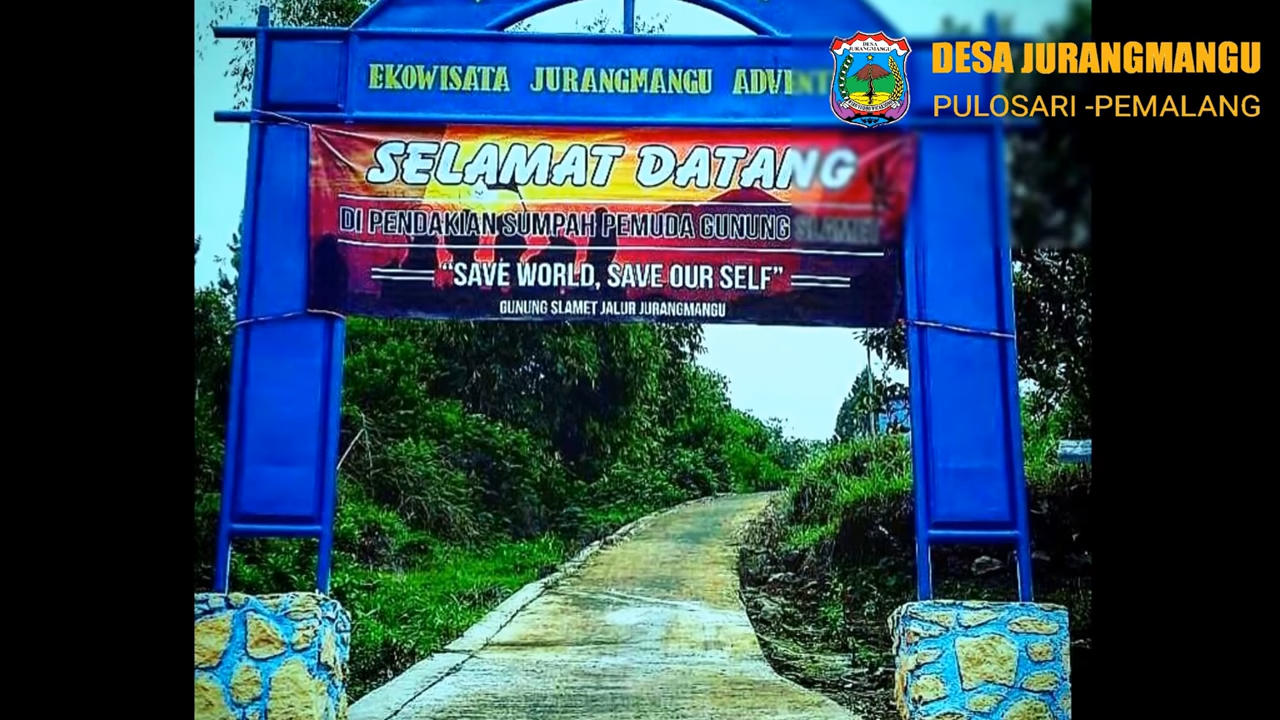 EKOWISATA JURANGMANGU
DESA JURANGMANGU
PULOSARI -PEMALANG
SELAMAT DATANG
DI PENDAKIAN SUMPAH PEMUDA GUNUNG SLAMET
"SAVE WORLD, SAVE OUR SELF"
GUNUNG SLAMET JALUR JURANGMANGU